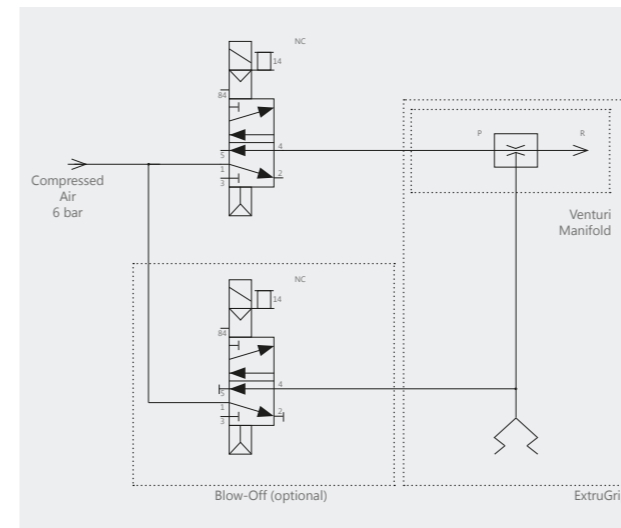 NC
14
84
5
4
1
2
3
P
R
Compressed
Air
6 bar
Venturi
Manifold
NC
14
84
5
4
1
2
3
Blow-Off (optional)
ExtruGri